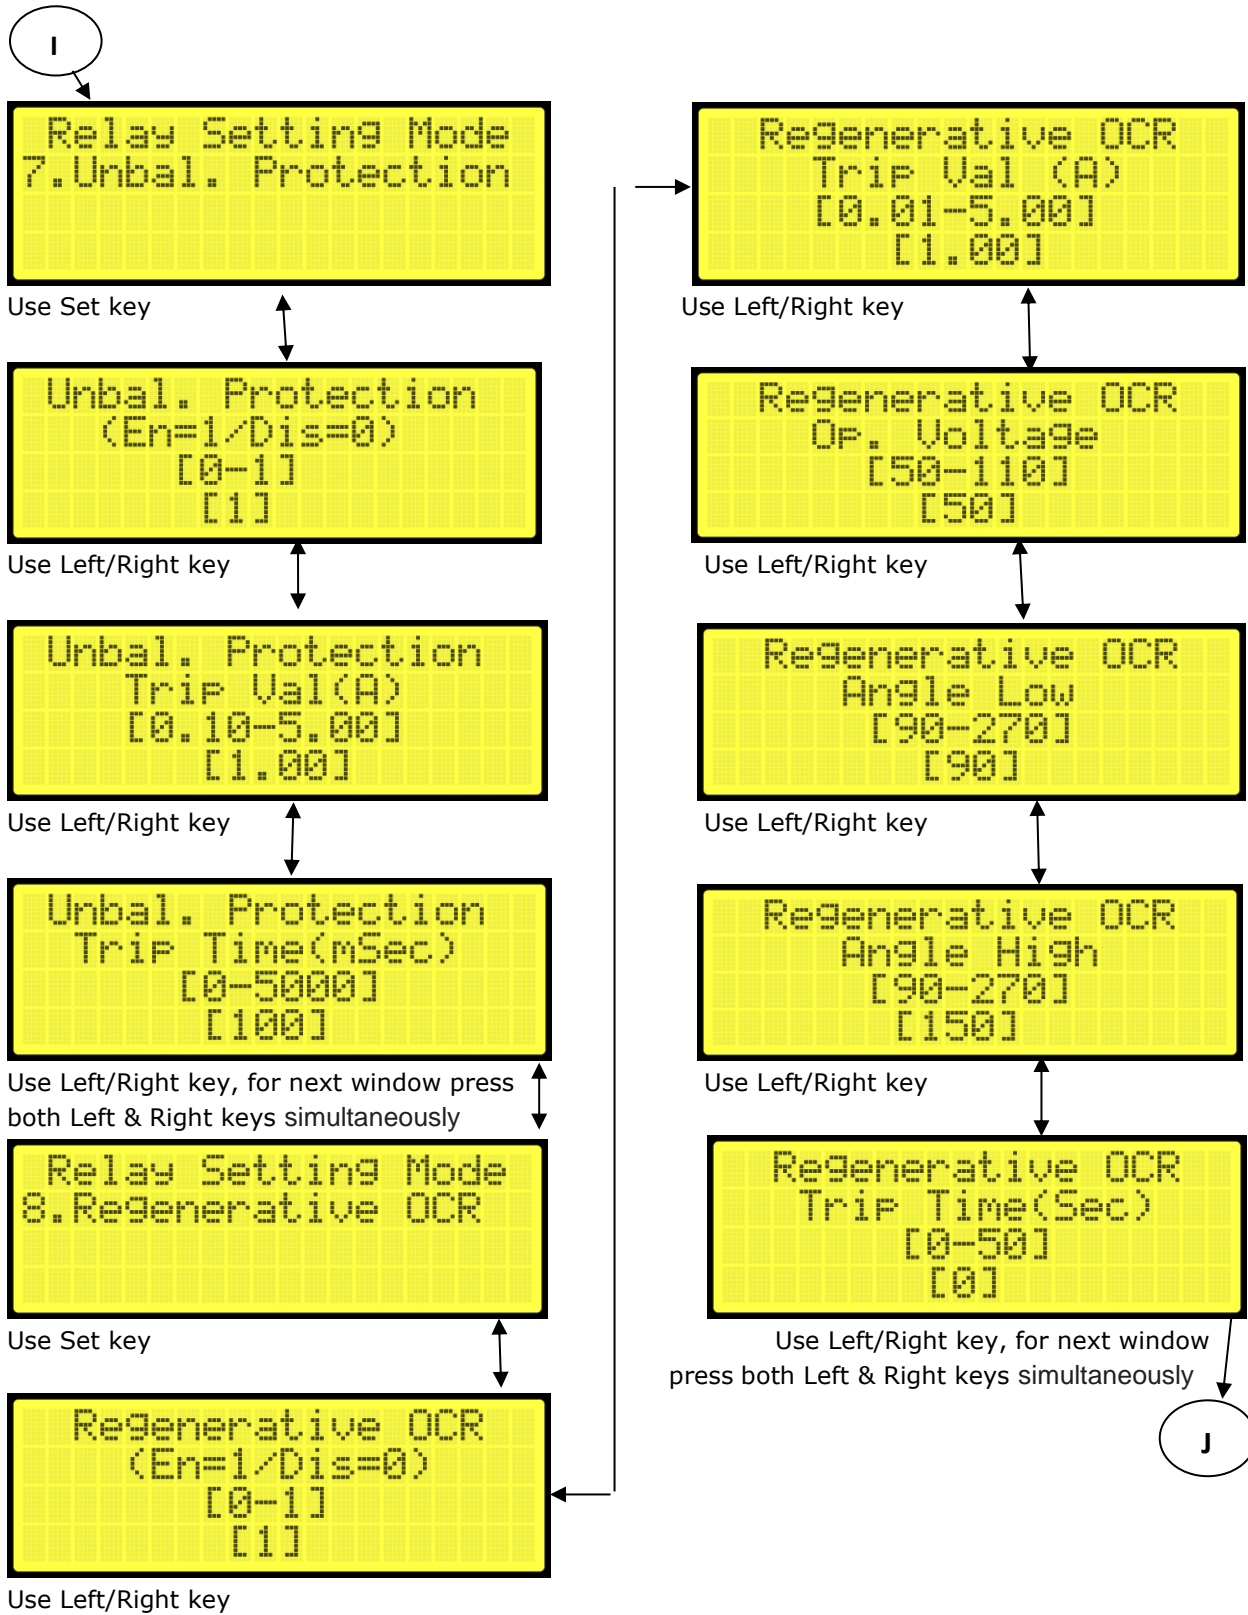 I
Relay Setting Mode
7.Unbal. Protection
Use Set key
Unbal. Protection
(En=1/Dis=0)
[0-1]
[1]
Use Left/Right key
Unbal. Protection
Trip Val(A)
[0.10-5.00]
[1.00]
Use Left/Right key
Unbal. Protection
Trip Time(mSec)
[0-5000]
[100]
Use Left/Right key, for next window press
both Left & Right keys simultaneously
Relay Setting Mode
8.Regenerative OCR
Use Set key
Regenerative OCR
(En=1/Dis=0)
[0-1]
[1]
Use Left/Right key
Regenerative OCR
Trip Val (A)
[0.01-5.00]
[1.00]
Use Left/Right key
Regenerative OCR
Op. Voltage
[50-110]
[50]
Use Left/Right key
Regenerative OCR
Angle Low
[90-270]
[90]
Use Left/Right key
Regenerative OCR
Angle High
[90-270]
[150]
Use Left/Right key
Regenerative OCR
Trip Time(Sec)
[0-50]
[0]
Use Left/Right key, for next window
press both Left & Right keys simultaneously
J